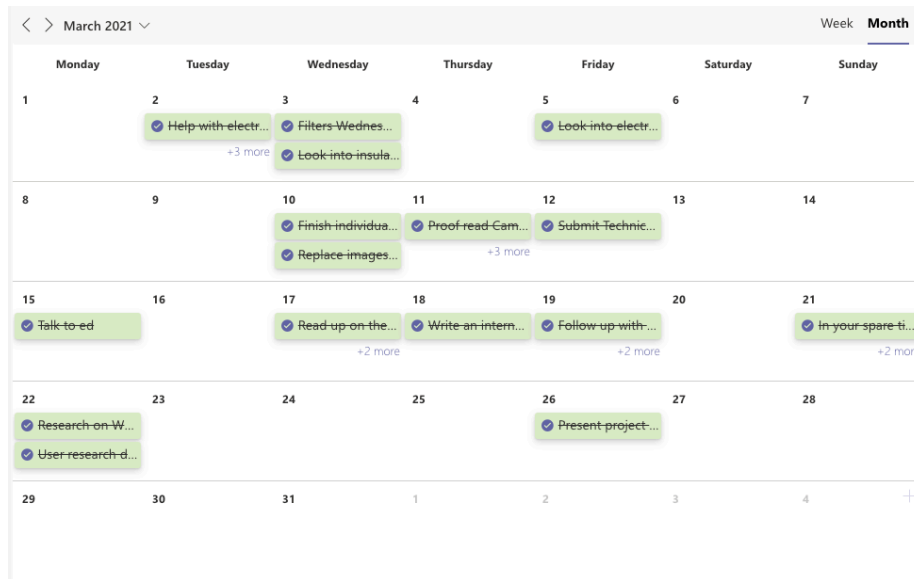 March 2021
Week Month
Monday Tuesday Wednesday Thursday Friday Saturday Sunday
1 2 3 4 5 6 7
Help with electr... Filters Wednes... Look into electr...
+3 more Look into insula...
8 9 10 11 12 13 14
Finish individua... Proof read Cam... Submit Technic...
Replace images... +3 more
15 16 17 18 19 20 21
Talk to ed Read up on the... Write an intern... Follow up with ... In your spare ti...
+2 more +2 more +2 mor
22 23 24 25 26 27 28
Research on W... Present project ...
User research d...
29 30 31 1 2 3 4